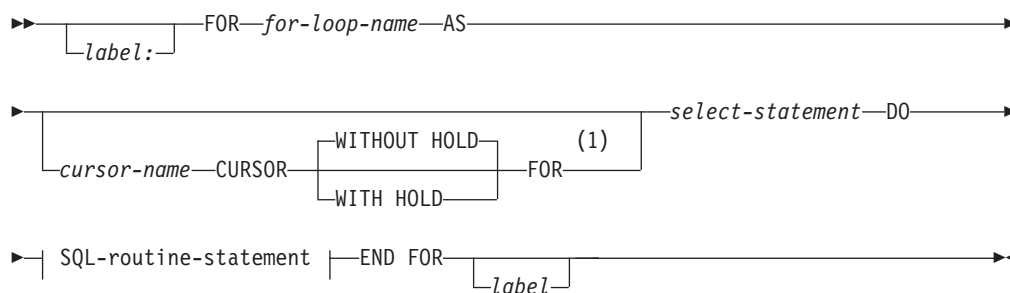 FOR for-loop-name AS
label:
select-statement DO
WITHOUT HOLD (1)
cursor-name CURSOR FOR
WITH HOLD
SQL-routine-statement END FOR
label